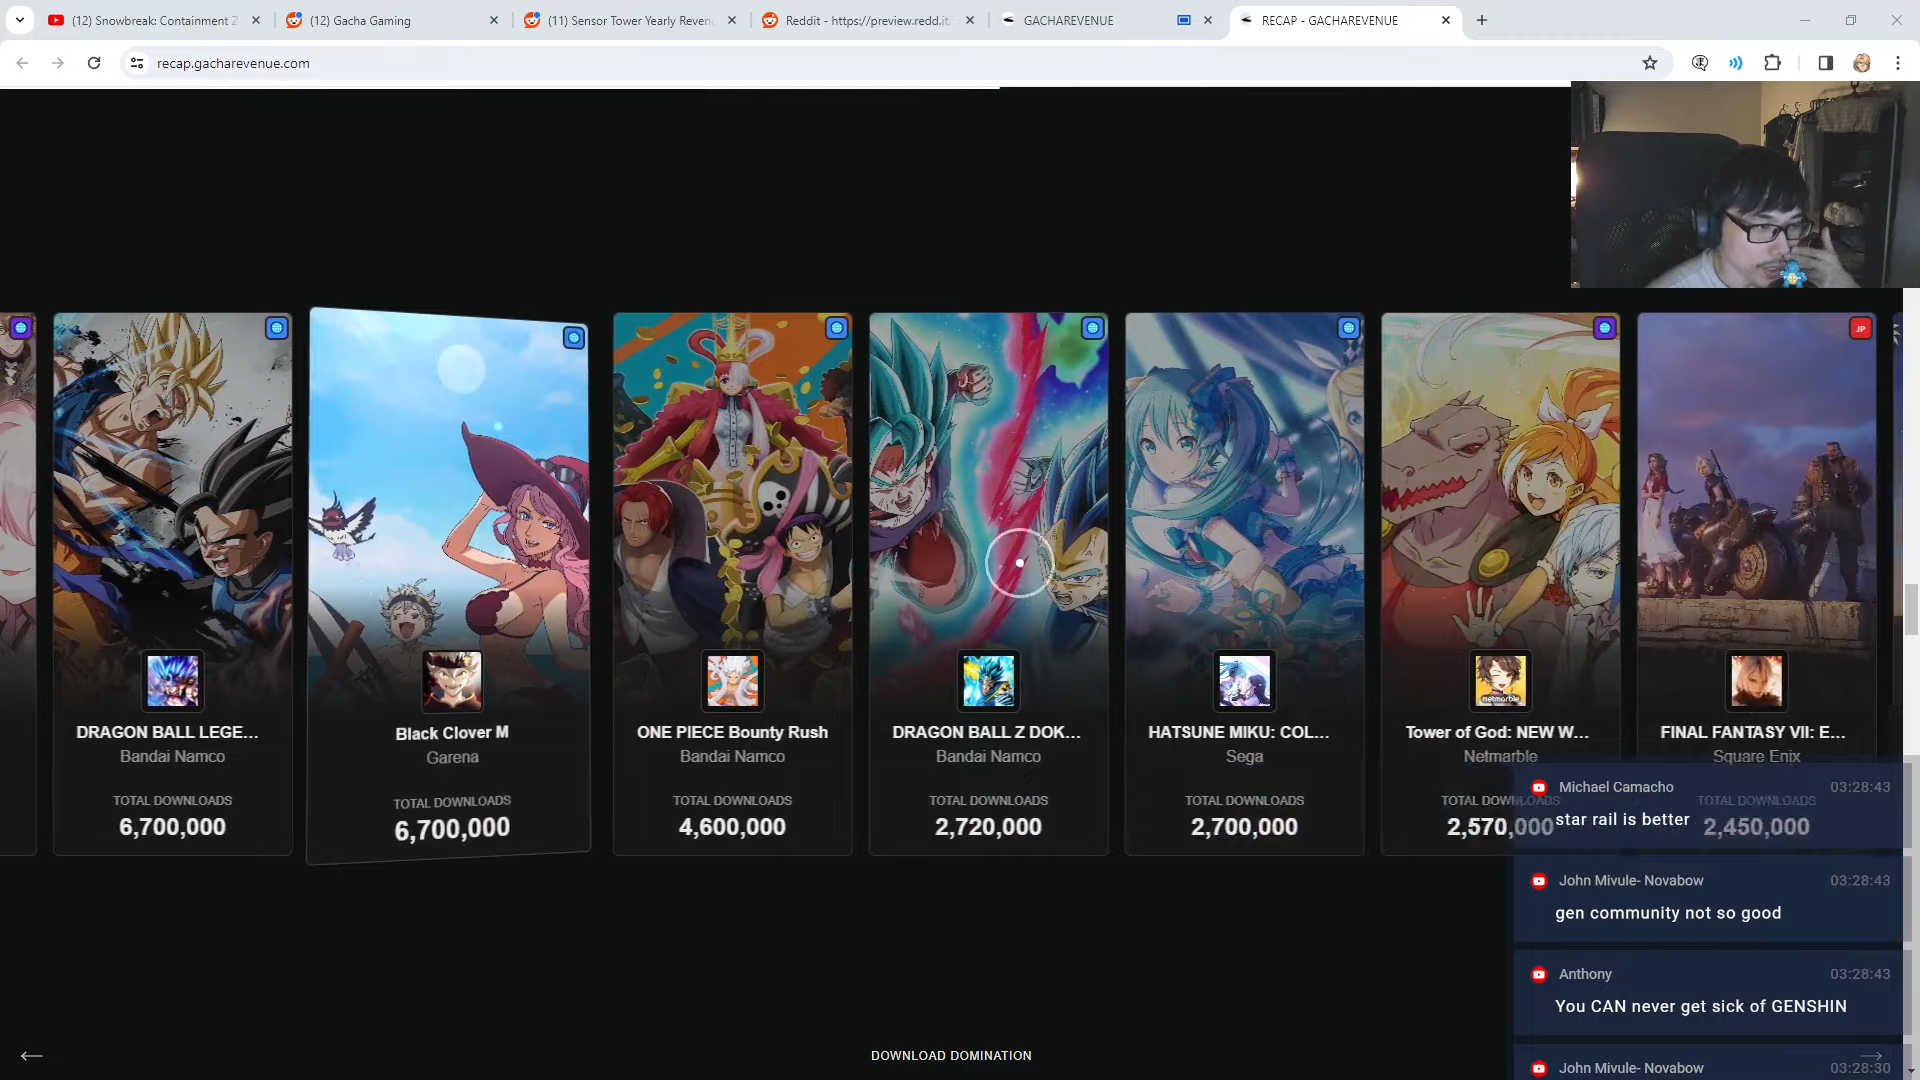 (12) Snowbreak: Containment Z
(12) Gacha Gaming
(11) Sensor Tower Yearly Revenu
Reddit - https://preview.redd.it/
GACHAREVENUE
RECAP - GACHAREVENUE
recap.gacharevenue.com
JP
netmarble
DRAGON BALL LEGE...
Bandai Namco
TOTAL DOWNLOADS
6,700,000
Black Clover M
Garena
TOTAL DOWNLOADS
6,700,000
ONE PIECE Bounty Rush
Bandai Namco
TOTAL DOWNLOADS
4,600,000
DRAGON BALL Z DOK...
Bandai Namco
TOTAL DOWNLOADS
2,720,000
HATSUNE MIKU: COL...
Sega
TOTAL DOWNLOADS
2,700,000
Tower of God: NEW W...
Netmarble
TOTAL DOWNLOADS
2,570,000
FINAL FANTASY VII: E...
Square Enix
TOTAL DOWNLOADS
2,450,000
Michael Camacho 03:28:43
star rail is better
John Mivule- Novabow 03:28:43
gen community not so good
Anthony 03:28:43
You CAN never get sick of GENSHIN
John Mivule- Novabow 03:28:30
DOWNLOAD DOMINATION